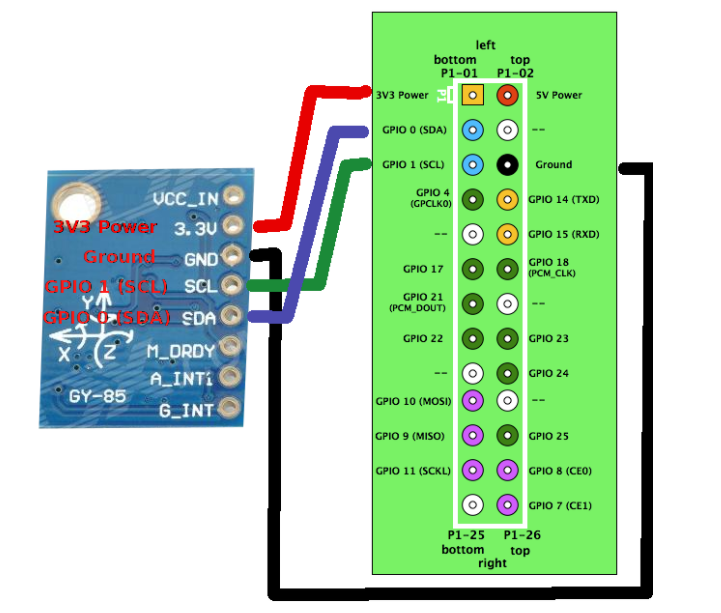 VCC_IN
3V3 Power
3.3V
Ground
GND
GPIO 1 (SCL)
SCL
Y
GPIO 0 (SDA)
SDA
X
Z
M_DRDY
A_INT1
GY-85
G_INT
left
bottom top
P1-01 P1-02
3V3 Power P1 5V Power
GPIO 0 (SDA) --
GPIO 1 (SCL) Ground
GPIO 4
(GPCLK0)
GPIO 14 (TXD)
-- GPIO 15 (RXD)
GPIO 17
GPIO 18
(PCM_CLK)
GPIO 21
(PCM_DOUT)
--
GPIO 22 GPIO 23
-- GPIO 24
GPIO 10 (MOSI) --
GPIO 9 (MISO) GPIO 25
GPIO 11 (SCKL) GPIO 8 (CE0)
GPIO 7 (CE1)
P1-25 P1-26
bottom top
right